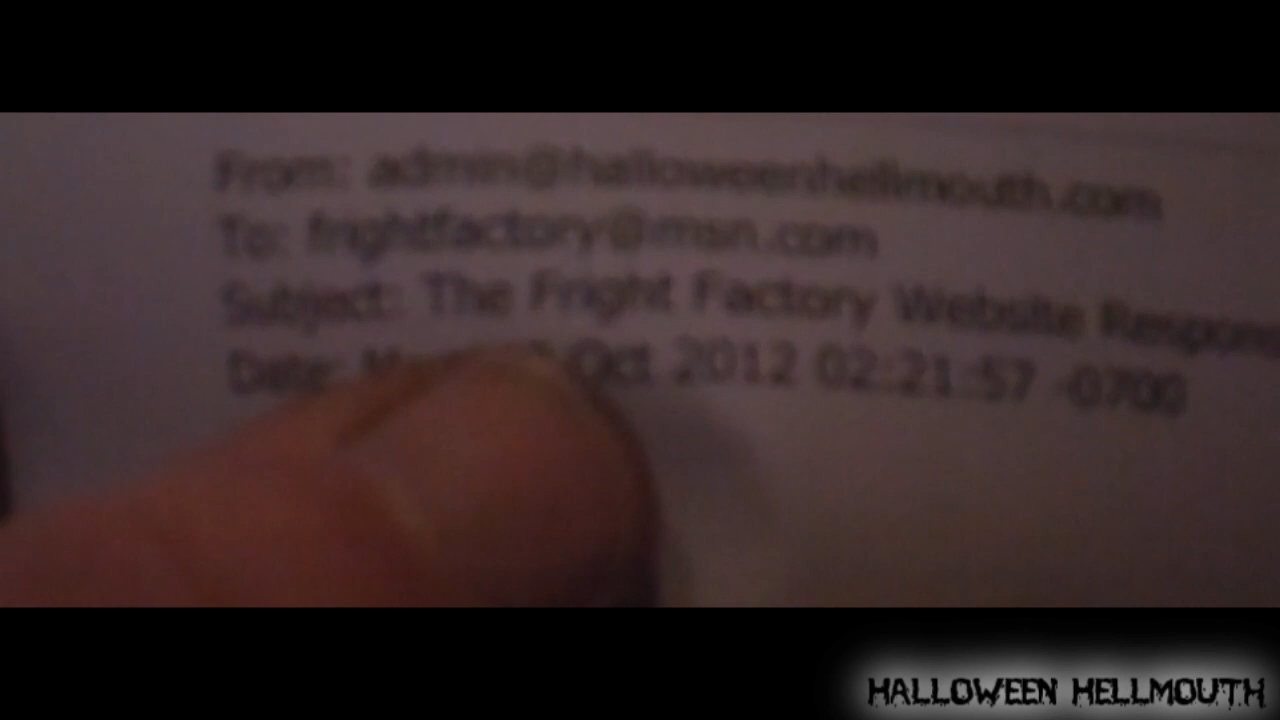 From: admin@halloweenhellmouth.com
To: frightfactory@msn.com
Subject: The Fright Factory Website
Date: Oct 2012 02:21:57 -0700
HALLOWEEN HELLMOUTH